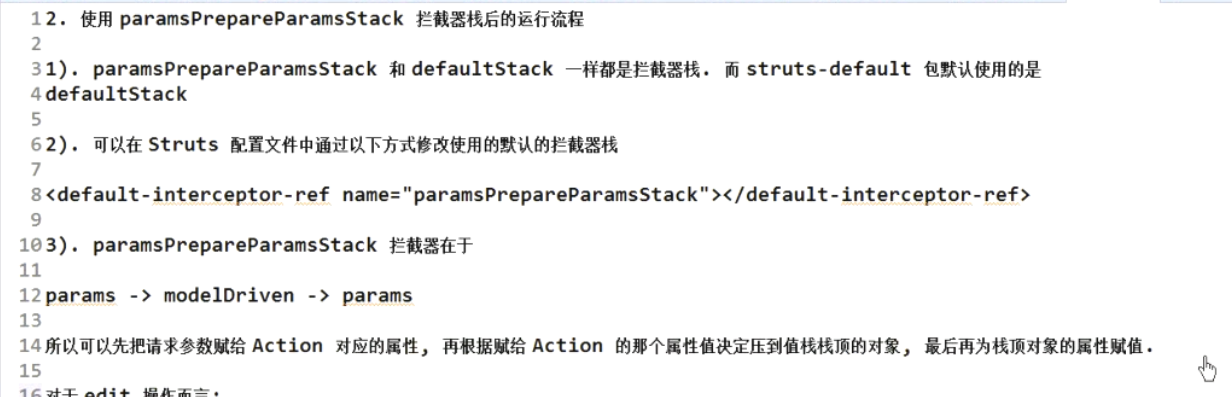 1 2. 使用 paramsPrepareParamsStack 拦截器栈后的运行流程
2
3 1). paramsPrepareParamsStack 和 defaultStack 一样都是拦截器栈. 而 struts-default 包默认使用的是
4 defaultStack
5
6 2). 可以在 Struts 配置文件中通过以下方式修改使用的默认的拦截器栈
7
8 <default-interceptor-ref name="paramsPrepareParamsStack"></default-interceptor-ref>
9
10 3). paramsPrepareParamsStack 拦截器在于
11
12 params -> modelDriven -> params
13
14 所以可以先把请求参数赋给 Action 对应的属性, 再根据赋给 Action 的那个属性值决定压到值栈栈顶的对象, 最后再为栈顶对象的属性赋值.
15
16 对于 edit 操作而言: